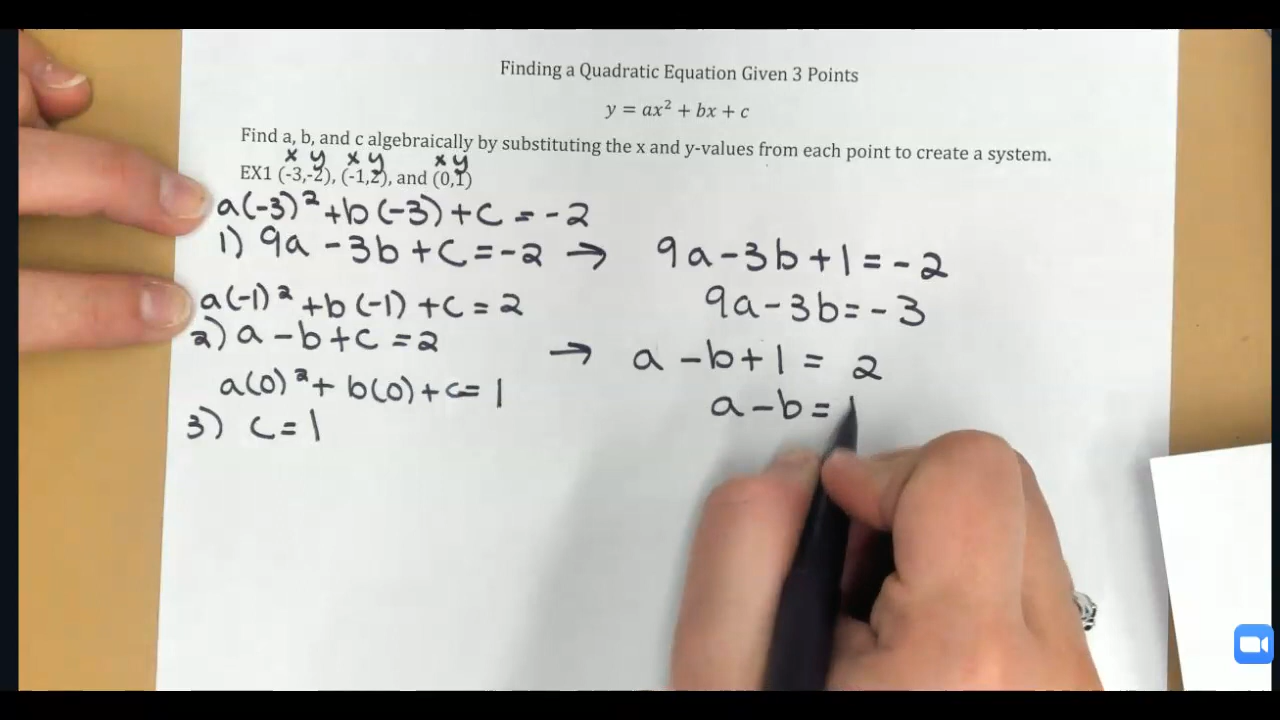 Finding a Quadratic Equation Given 3 Points
y = ax² + bx + c
Find a, b, and c algebraically by substituting the x and y-values from each point to create a system.
x y x y x y
EX1 (-3,-2), (-1,2), and (0,1)
a(-3)² + b(-3) + c = -2
1) 9a - 3b + c = -2 → 9a - 3b + 1 = -2
9a - 3b = -3
a(-1)² + b(-1) + c = 2
2) a - b + c = 2 → a - b + 1 = 2
a(0)² + b(0) + c = 1
a - b = 1
3) c = 1